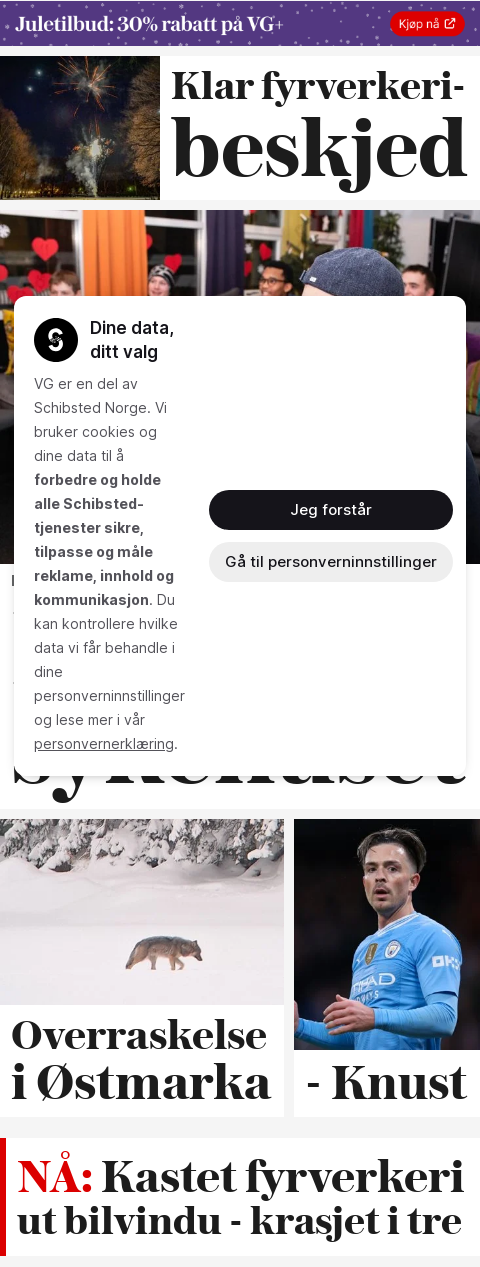 Juletilbud: 30% rabatt på VG+
Kjøp nå
Klar fyrverkeri-
beskjed
Dine data,
ditt valg
VG er en del av
Schibsted Norge. Vi
bruker cookies og
dine data til å
forbedre og holde
alle Schibsted-
tjenester sikre,
tilpasse og måle
reklame, innhold og
kommunikasjon. Du
kan kontrollere hvilke
data vi får behandle i
dine
personverninnstillinger
og lese mer i vår
personvernerklæring.
Jeg forstår
Gå til personverninnstillinger
sykehuset
Overraskelse
i Østmarka
- Knust
NÅ: Kastet fyrverkeri
ut bilvindu - krasjet i tre